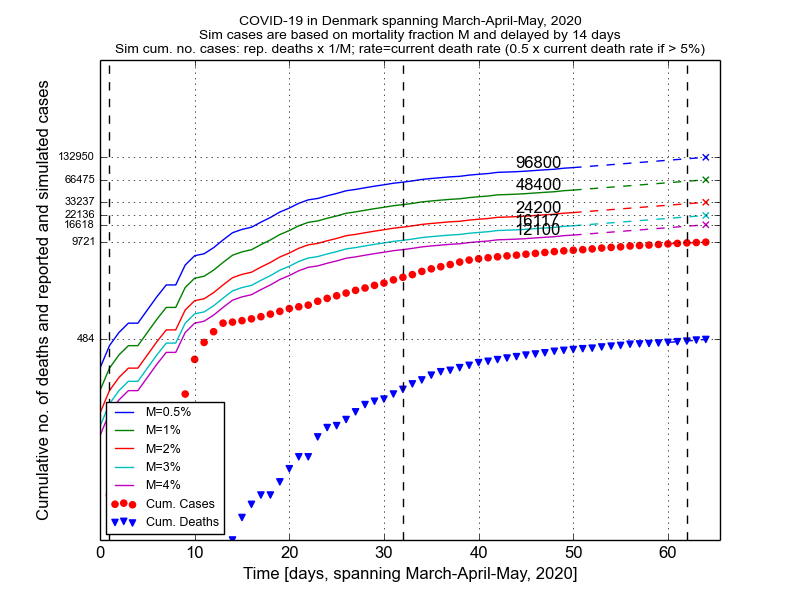 COVID-19 in Denmark spanning March-April-May, 2020
Sim cases are based on mortality fraction M and delayed by 14 days
Sim cum. no. cases: rep. deaths x 1/M; rate=current death rate (0.5 x current death rate if > 5%)
Cumulative no. of deaths and reported and simulated cases
132950
66475
33237
22136
16618
9721
484
96800
48400
24200
16117
12100
M=0.5%
M=1%
M=2%
M=3%
M=4%
Cum. Cases
Cum. Deaths
0 10 20 30 40 50 60
Time [days, spanning March-April-May, 2020]